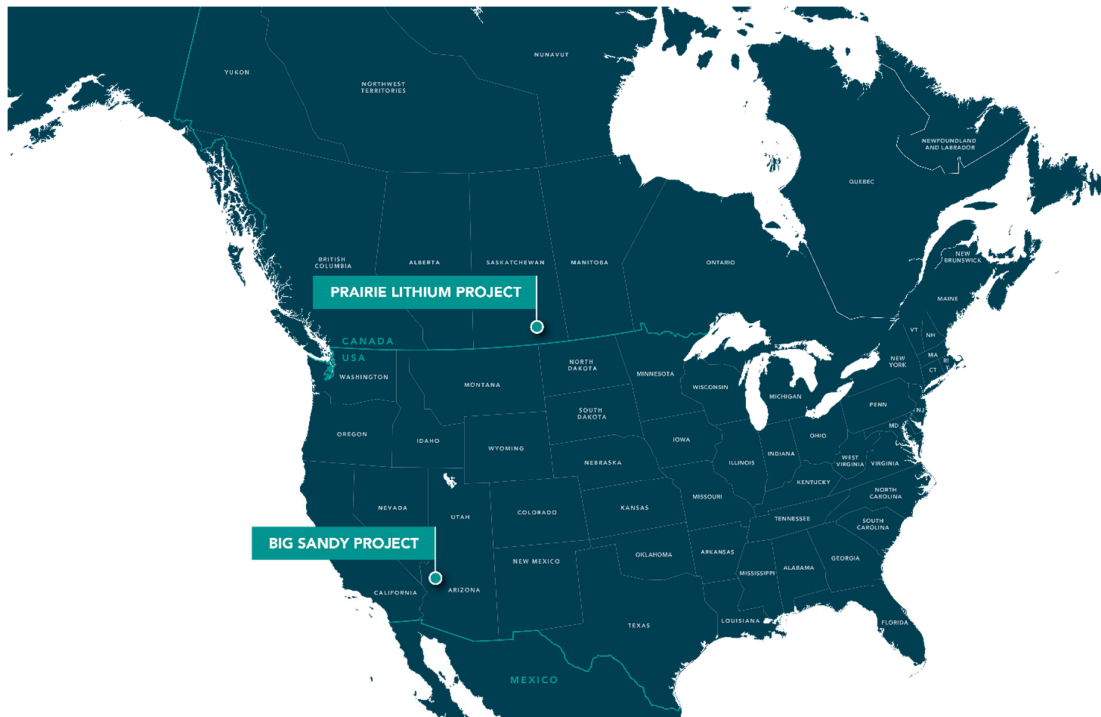 NUNAVUT
YUKON
NORTHWEST
TERRITORIES
NEWFOUNDLAND
AND LABRADOR
QUEBEC
BRITISH
COLUMBIA
ALBERTA
SASKATCHEWAN
MANITOBA
ONTARIO
NEW
BRUNSWICK
PRAIRIE LITHIUM PROJECT
MAINE
CANADA
USA
VT
NH
WASHINGTON
MONTANA
NORTH
DAKOTA
MINNESOTA
WISCONSIN
MICHIGAN
NEW
YORK
MA
RI
CT
OREGON
IDAHO
WYOMING
SOUTH
DAKOTA
IOWA
NEBRASKA
ILLINOIS
INDIANA
OHIO
PENN
NJ
MD
WEST
VIRGINIA
VIRGINIA
NEVADA
UTAH
COLORADO
KANSAS
MISSOURI
KENTUCKY
NORTH
CAROLINA
TENNESSEE
SOUTH
CAROLINA
BIG SANDY PROJECT
CALIFORNIA
ARIZONA
NEW MEXICO
OKLAHOMA
ARKANSAS
MISSISSIPPI
ALABAMA
GEORGIA
TEXAS
LOUISIANA
FLORIDA
MEXICO